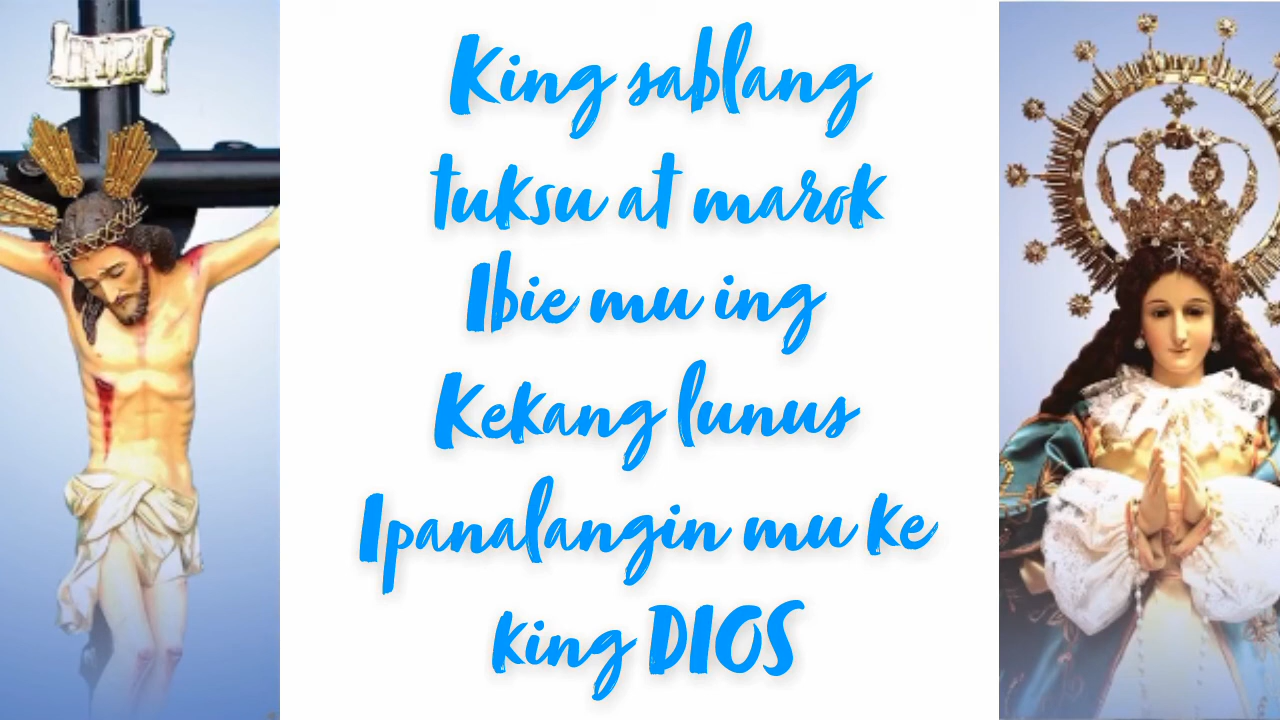 INRI
King sablang
tuksu at marok
Ibie mu ing
Kekang lunus
Ipanalangin mu ke
king DIOS